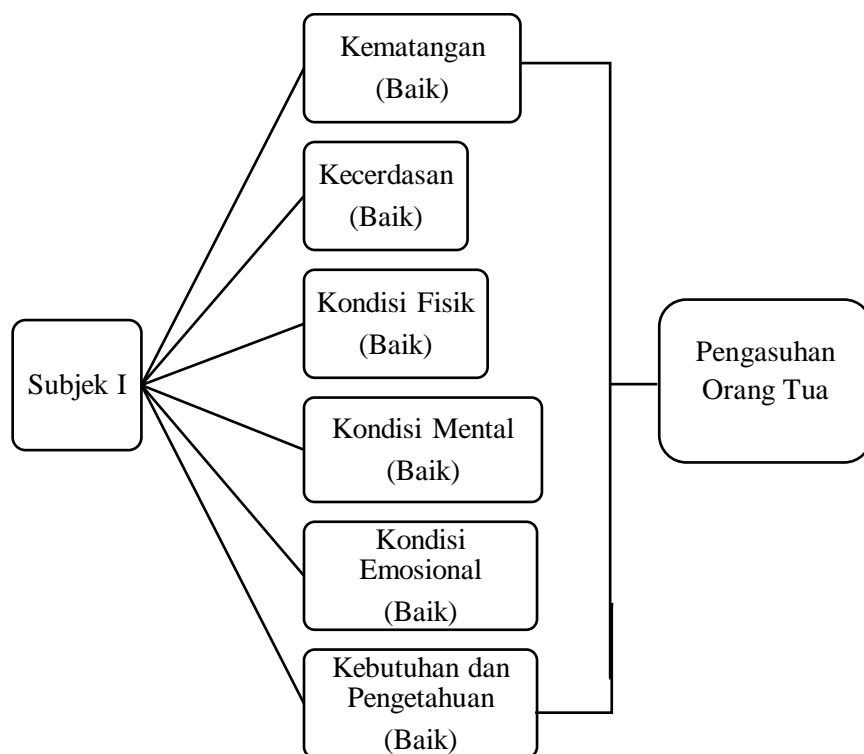 Kematangan
(Baik)
Kecerdasan
(Baik)
Kondisi Fisik
(Baik)
Subjek I
Pengasuhan
Orang Tua
Kondisi Mental
(Baik)
Kondisi
Emosional
(Baik)
Kebutuhan dan
Pengetahuan
(Baik)